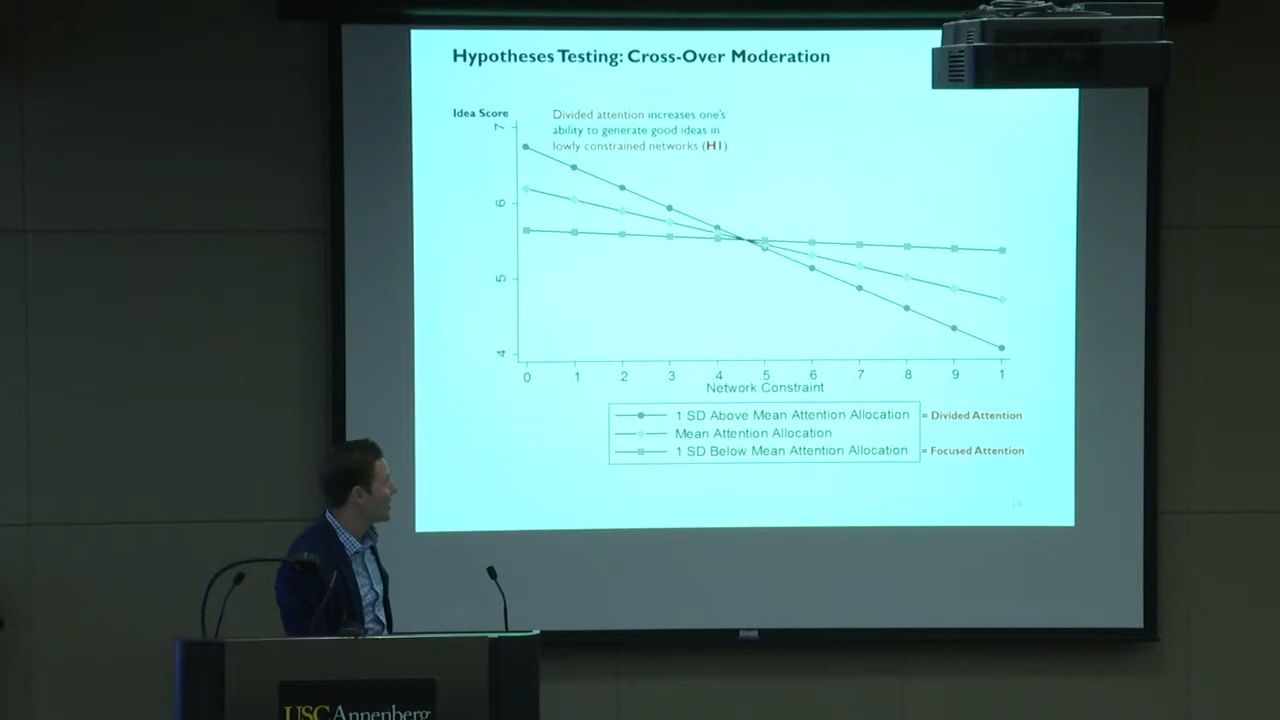 Hypotheses Testing: Cross-Over Moderation
Idea Score
Divided attention increases one's
ability to generate good ideas in
lowly constrained networks (H1)
7
6
5
4
0 .1 .2 .3 .4 .5 .6 .7 .8 .9 1
Network Constraint
1 SD Above Mean Attention Allocation = Divided Attention
Mean Attention Allocation
1 SD Below Mean Attention Allocation = Focused Attention
16
USC Annenberg